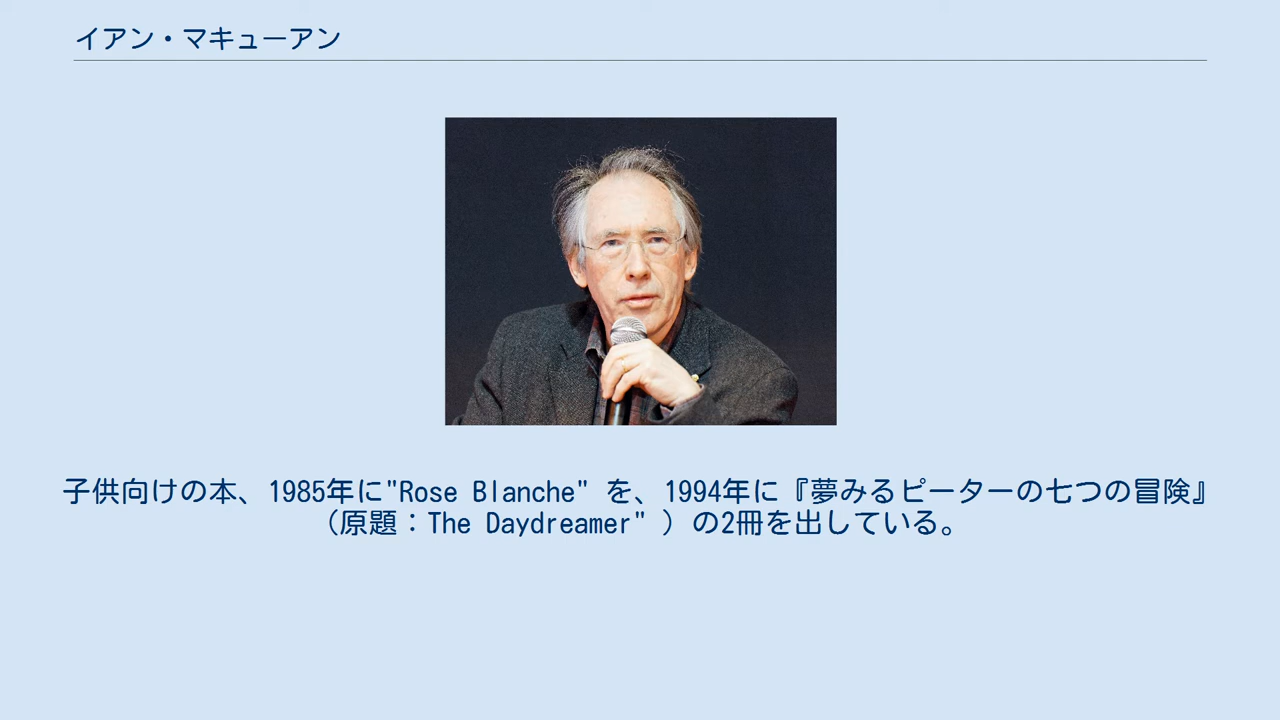 イアン・マキューアン
子供向けの本、1985年に"Rose Blanche" を、1994年に『夢みるピーターの七つの冒険』
（原題：The Daydreamer" ）の2冊を出している。